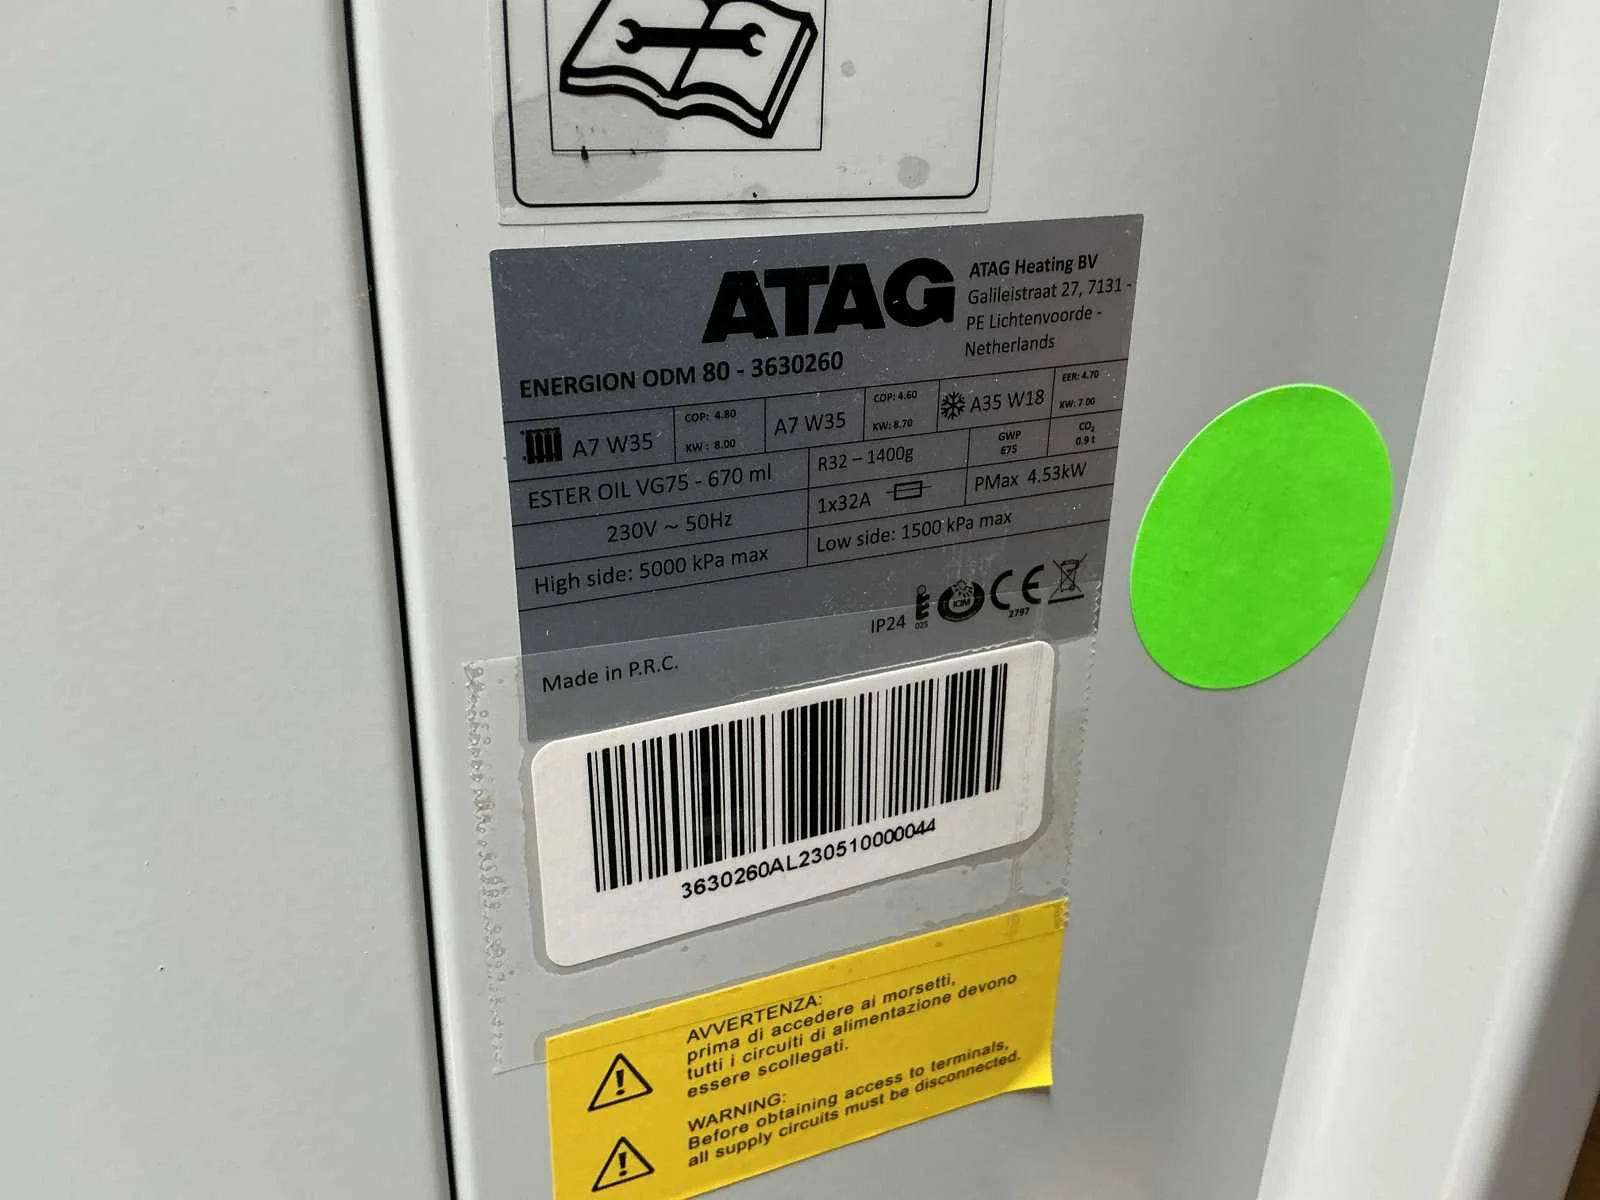 ATAG
ATAG Heating BV
Galileistraat 27, 7131 -
PE Lichtenvoorde -
Netherlands
ENERGION ODM 80 - 3630260
A7 W35
COP: 4.80
KW: 8.00
A7 W35
COP: 4.60
KW: 8.70
A35 W18
EER: 4.70
KW: 7.00
ESTER OIL VG75 - 670 ml
R32 – 1400g
GWP
675
CO2
0.9 t
230V ~ 50Hz
1x32A
PMax 4.53kW
High side: 5000 kPa max
Low side: 1500 kPa max
IP24
025
CE
2797
Made in P.R.C.
3630260AL230510000044
AVVERTENZA:
prima di accedere ai morsetti,
tutti i circuiti di alimentazione devono
essere scollegati.
WARNING:
Before obtaining access to terminals,
all supply circuits must be disconnected.